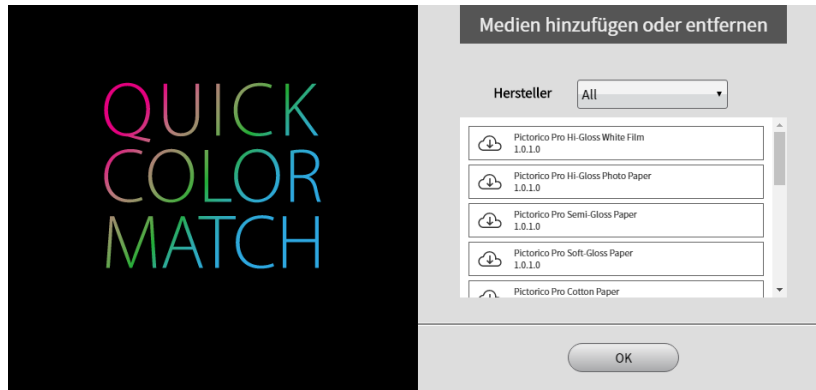 QUICK
COLOR
MATCH
Medien hinzufügen oder entfernen
Hersteller All
Pictorico Pro Hi-Gloss White Film
1.0.1.0
Pictorico Pro Hi-Gloss Photo Paper
1.0.1.0
Pictorico Pro Semi-Gloss Paper
1.0.1.0
Pictorico Pro Soft-Gloss Paper
1.0.1.0
Pictorico Pro Cotton Paper
OK